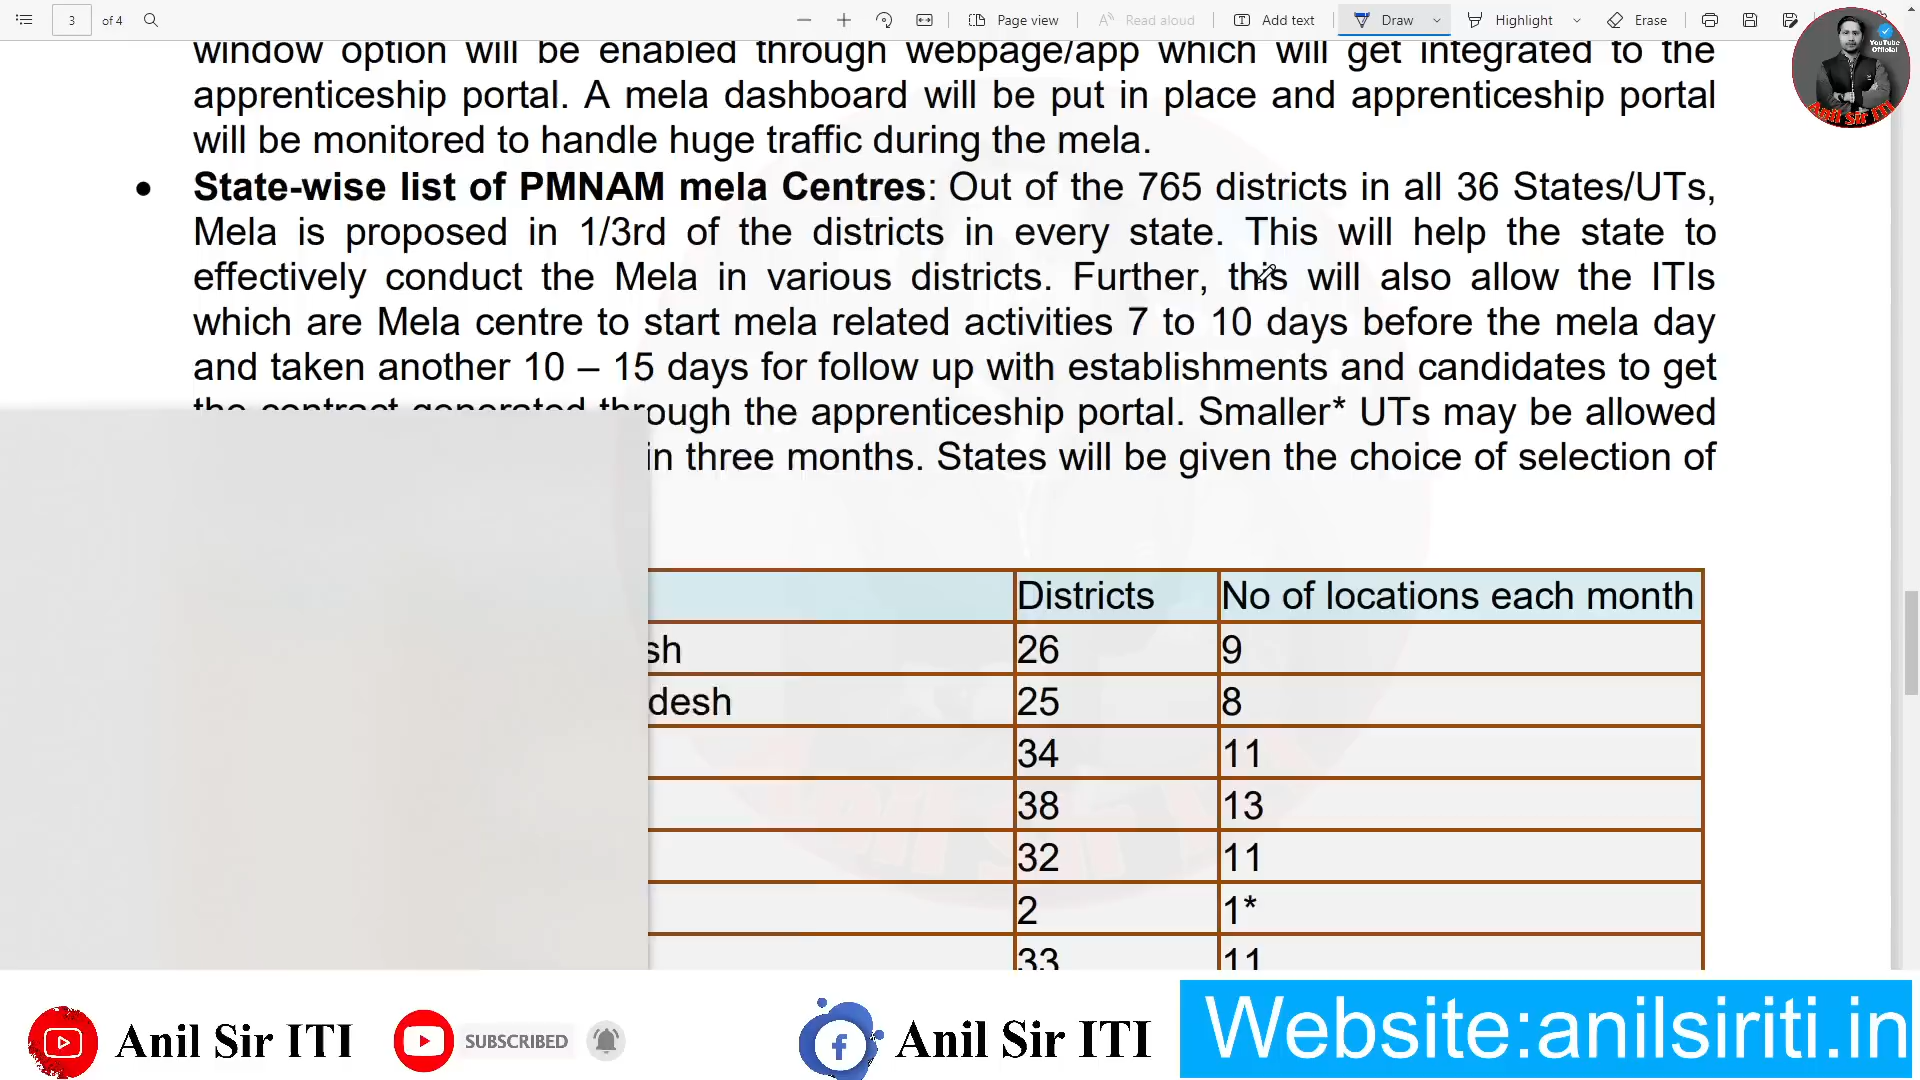 3 of 4 Page view Read aloud Add text Draw Highlight Erase
window option will be enabled through webpage/app which will get integrated to the
apprenticeship portal. A mela dashboard will be put in place and apprenticeship portal
will be monitored to handle huge traffic during the mela.
● State-wise list of PMNAM mela Centres: Out of the 765 districts in all 36 States/UTs,
Mela is proposed in 1/3rd of the districts in every state. This will help the state to
effectively conduct the Mela in various districts. Further, this will also allow the ITIs
which are Mela centre to start mela related activities 7 to 10 days before the mela day
and taken another 10 – 15 days for follow up with establishments and candidates to get
the contract generated through the apprenticeship portal. Smaller* UTs may be allowed
in three months. States will be given the choice of selection of
Districts No of locations each month
sh 26 9
desh 25 8
34 11
38 13
32 11
2 1*
33 11
YouTube
Official
Anil Sir ITI
Anil Sir ITI SUBSCRIBED Anil Sir ITI Website:anilsiriti.in